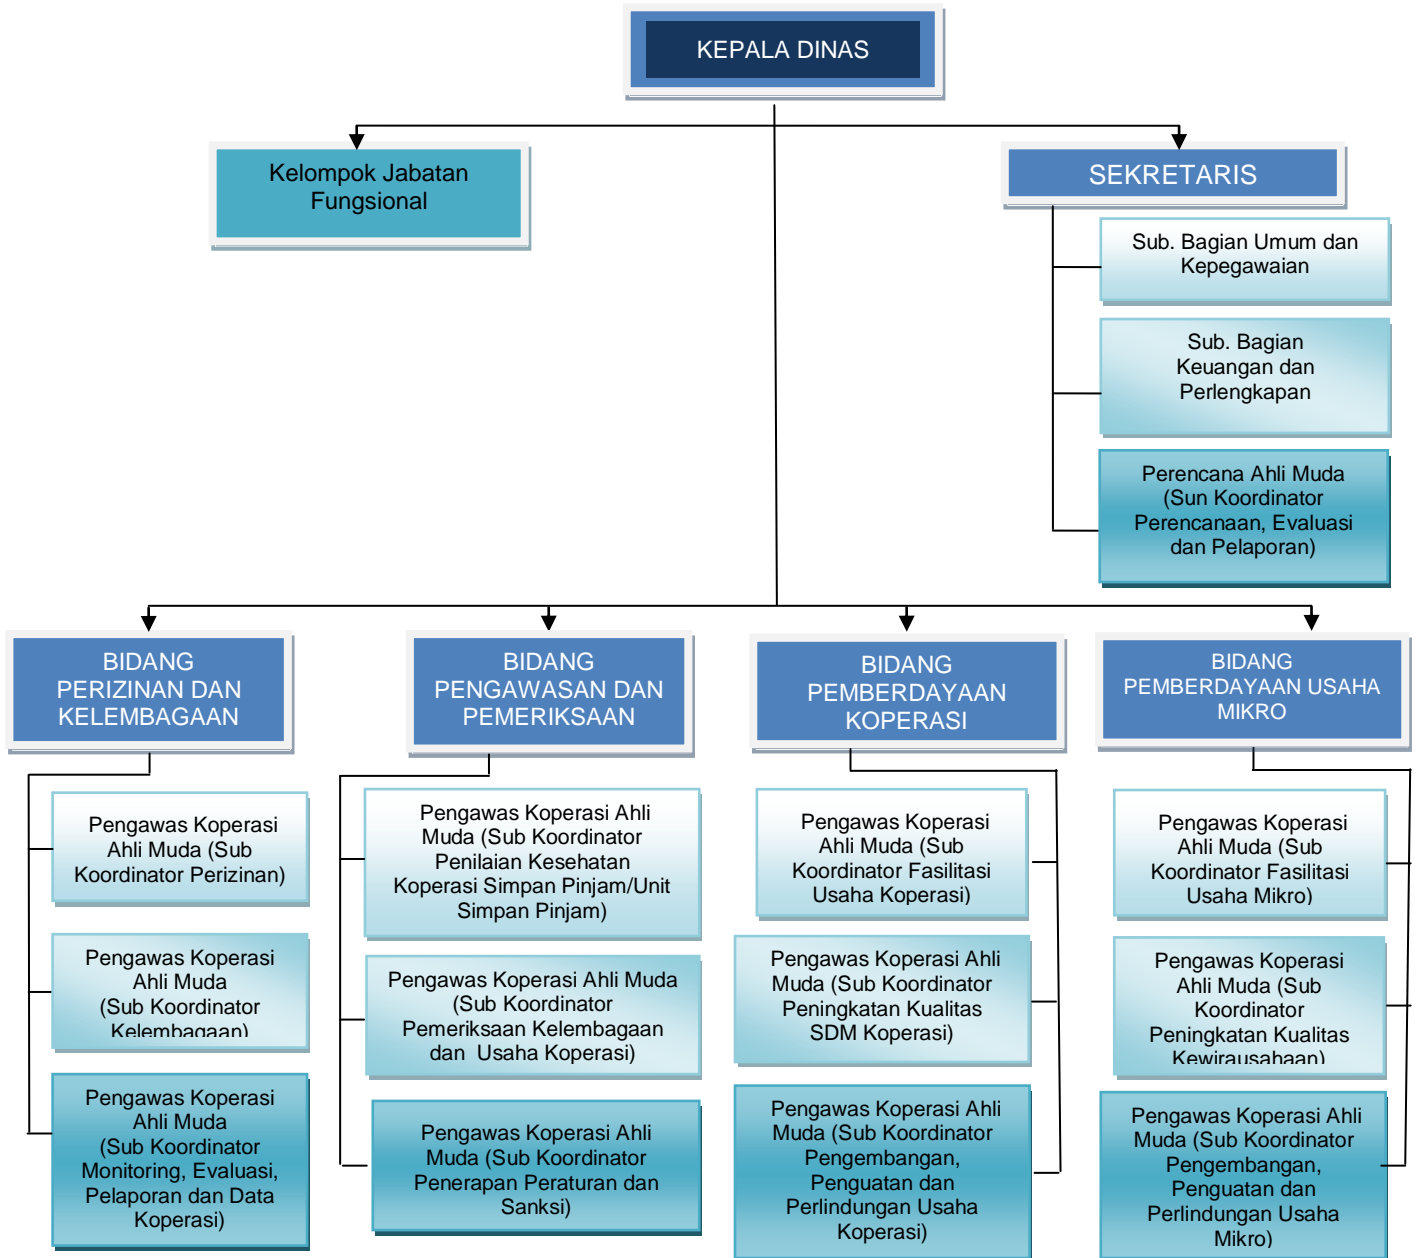 KEPALA DINAS
Kelompok Jabatan
Fungsional
SEKRETARIS
Sub. Bagian Umum dan
Kepegawaian
Sub. Bagian
Keuangan dan
Perlengkapan
Perencana Ahli Muda
(Sun Koordinator
Perencanaan, Evaluasi
dan Pelaporan)
BIDANG
PERIZINAN DAN
KELEMBAGAAN
BIDANG
PENGAWASAN DAN
PEMERIKSAAN
BIDANG
PEMBERDAYAAN
KOPERASI
BIDANG
PEMBERDAYAAN USAHA
MIKRO
Pengawas Koperasi
Ahli Muda (Sub
Koordinator Perizinan)
Pengawas Koperasi
Ahli Muda
(Sub Koordinator
Kelembagaan)
Pengawas Koperasi
Ahli Muda
(Sub Koordinator
Monitoring, Evaluasi,
Pelaporan dan Data
Koperasi)
Pengawas Koperasi Ahli
Muda (Sub Koordinator
Penilaian Kesehatan
Koperasi Simpan Pinjam/Unit
Simpan Pinjam)
Pengawas Koperasi Ahli Muda
(Sub Koordinator
Pemeriksaan Kelembagaan
dan Usaha Koperasi)
Pengawas Koperasi Ahli
Muda (Sub Koordinator
Penerapan Peraturan dan
Sanksi)
Pengawas Koperasi
Ahli Muda (Sub
Koordinator Fasilitasi
Usaha Koperasi)
Pengawas Koperasi Ahli
Muda (Sub Koordinator
Peningkatan Kualitas
SDM Koperasi)
Pengawas Koperasi Ahli
Muda (Sub Koordinator
Pengembangan,
Penguatan dan
Perlindungan Usaha
Koperasi)
Pengawas Koperasi
Ahli Muda (Sub
Koordinator Fasilitasi
Usaha Mikro)
Pengawas Koperasi
Ahli Muda (Sub
Koordinator
Peningkatan Kualitas
Kewirausahaan)
Pengawas Koperasi Ahli
Muda (Sub Koordinator
Pengembangan,
Penguatan dan
Perlindungan Usaha
Mikro)